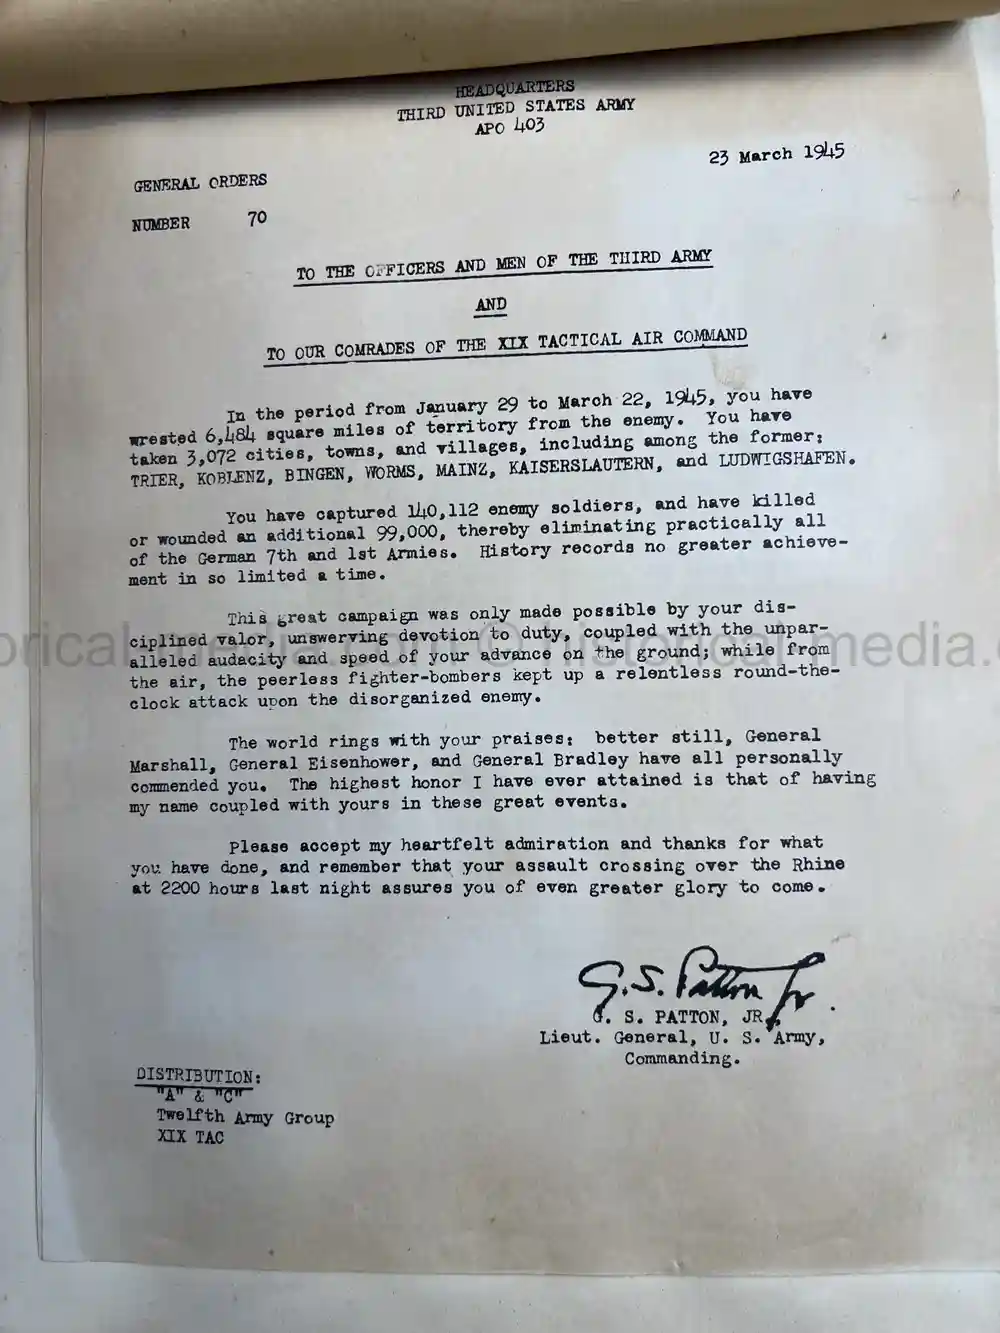 HEADQUARTERS
THIRD UNITED STATES ARMY
APO 403
23 March 1945
GENERAL ORDERS
NUMBER 70
TO THE OFFICERS AND MEN OF THE THIRD ARMY
AND
TO OUR COMRADES OF THE XIX TACTICAL AIR COMMAND
In the period from January 29 to March 22, 1945, you have
wrested 6,484 square miles of territory from the enemy. You have
taken 3,072 cities, towns, and villages, including among the former:
TRIER, KOBLENZ, BINGEN, WORMS, MAINZ, KAISERSLAUTERN, and LUDWIGSHAFEN.
You have captured 140,112 enemy soldiers, and have killed
or wounded an additional 99,000, thereby eliminating practically all
of the German 7th and 1st Armies. History records no greater achieve-
ment in so limited a time.
This great campaign was only made possible by your dis-
ciplined valor, unswerving devotion to duty, coupled with the unpar-
alleled audacity and speed of your advance on the ground; while from
the air, the peerless fighter-bombers kept up a relentless round-the-
clock attack upon the disorganized enemy.
The world rings with your praises: better still, General
Marshall, General Eisenhower, and General Bradley have all personally
commended you. The highest honor I have ever attained is that of having
my name coupled with yours in these great events.
Please accept my heartfelt admiration and thanks for what
you have done, and remember that your assault crossing over the Rhine
at 2200 hours last night assures you of even greater glory to come.
G. S. Patton Jr.
G. S. PATTON, JR.,
Lieut. General, U. S. Army,
Commanding.
DISTRIBUTION:
"A" & "C"
Twelfth Army Group
XIX TAC